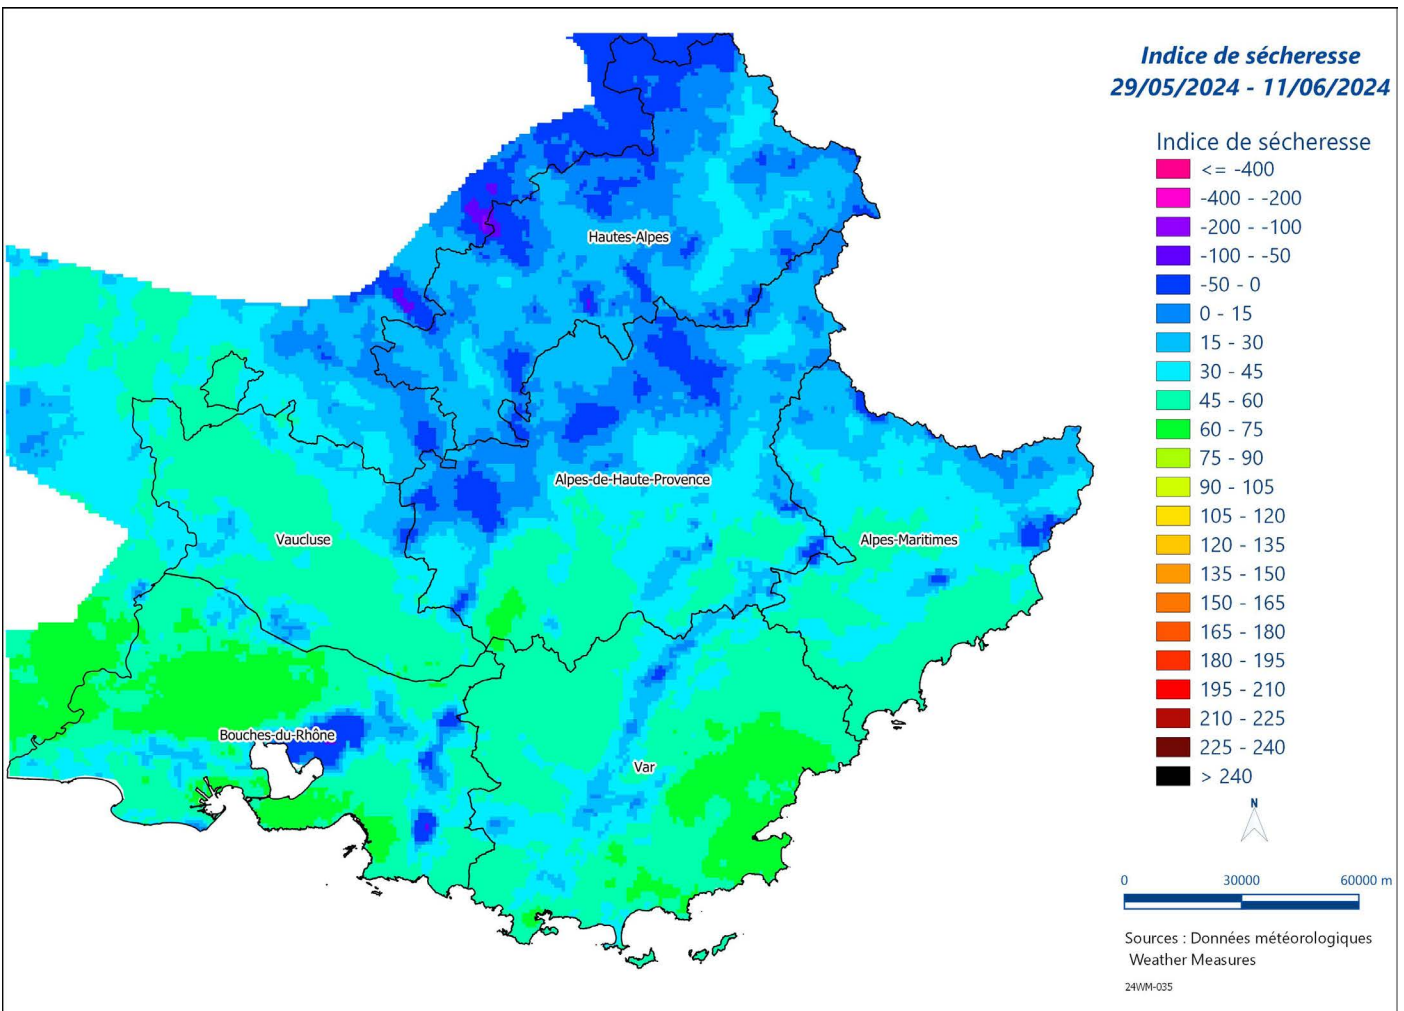 Indice de sécheresse
29/05/2024 - 11/06/2024
Indice de sécheresse
<= -400
-400 - -200
-200 - -100
-100 - -50
-50 - 0
0 - 15
15 - 30
30 - 45
45 - 60
60 - 75
75 - 90
90 - 105
105 - 120
120 - 135
135 - 150
150 - 165
165 - 180
180 - 195
195 - 210
210 - 225
225 - 240
> 240
N
0 30000 60000 m
Sources : Données météorologiques
Weather Measures
24WM-035
Hautes-Alpes
Alpes-de-Haute-Provence
Vaucluse
Alpes-Maritimes
Bouches-du-Rhône
Var